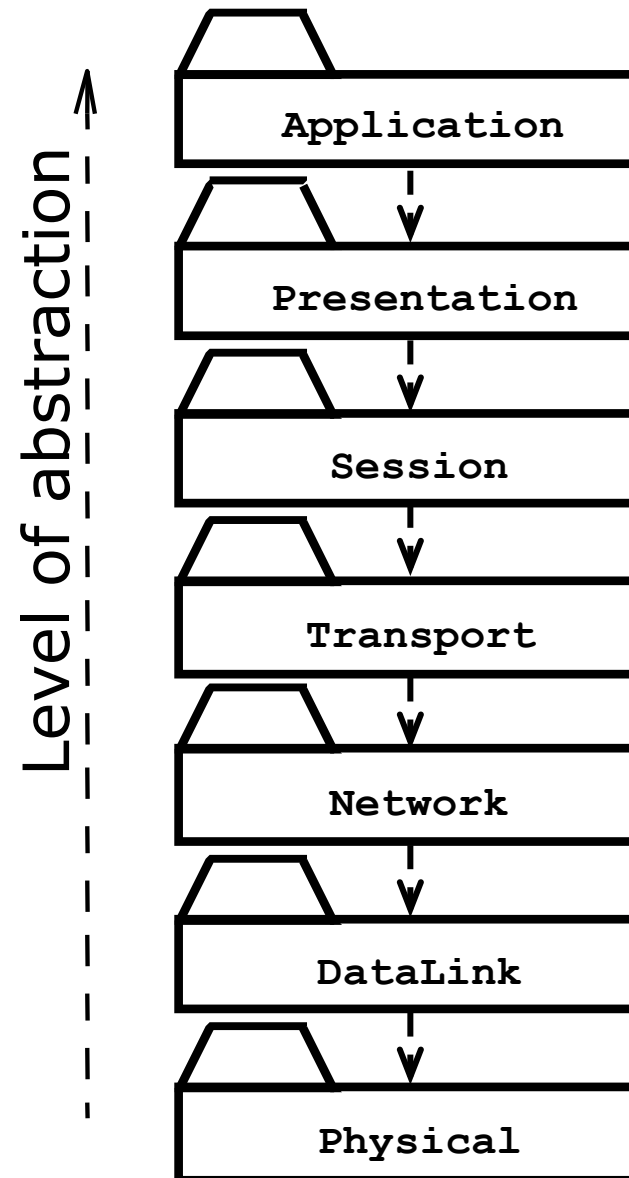 Level of abstraction
Application
Presentation
Session
Transport
Network
DataLink
Physical